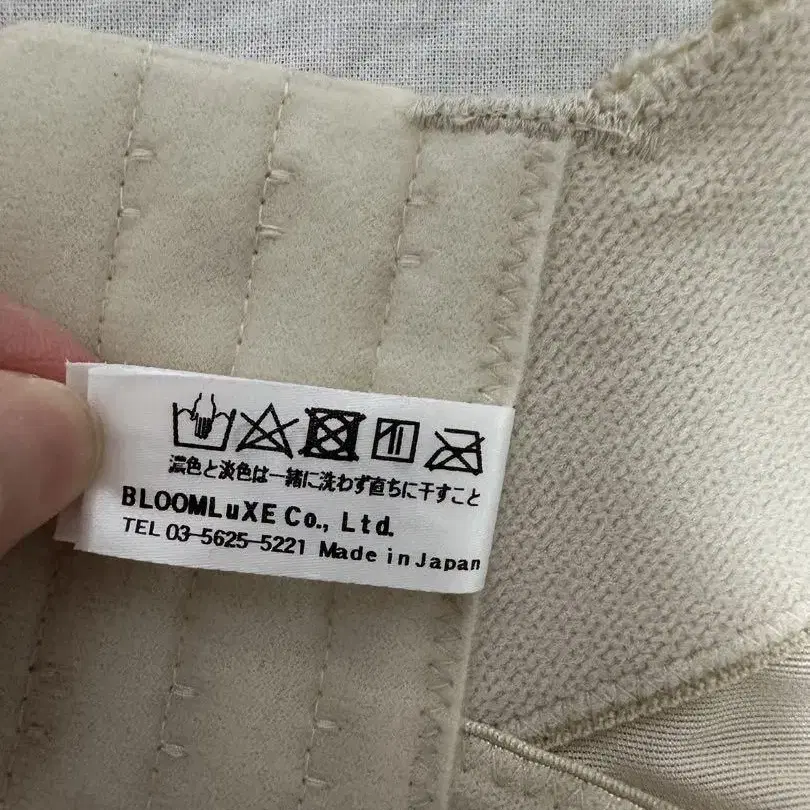 濃色と淡色は一緒に洗わず直ちに干すこと
BLOOMLuXE Co., Ltd.
TEL 03-5625-5221 Made in Japan